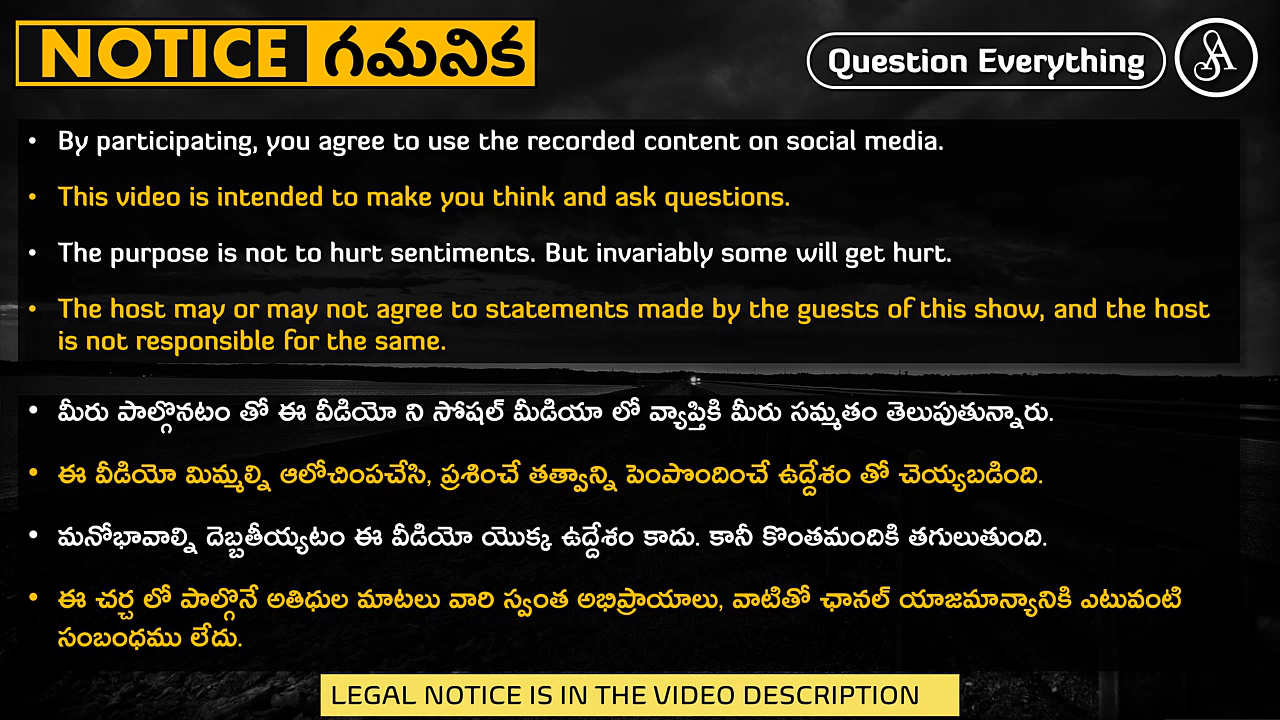 NOTICE గమనిక
Question Everything
• By participating, you agree to use the recorded content on social media.
• This video is intended to make you think and ask questions.
• The purpose is not to hurt sentiments. But invariably some will get hurt.
• The host may or may not agree to statements made by the guests of this show, and the host
is not responsible for the same.
• మీరు పాల్గొనటం తో ఈ వీడియో ని సోషల్ మీడియా లో వ్యాప్తికి మీరు సమ్మతం తెలుపుతున్నారు.
• ఈ వీడియో మిమ్మల్ని ఆలోచింపచేసి, ప్రశించే తత్వాన్ని పెంపొందించే ఉద్దేశం తో చెయ్యబడింది.
• మనోభావాల్ని దెబ్బతీయ్యటం ఈ వీడియో యొక్క ఉద్దేశం కాదు. కానీ కొంతమందికి తగులుతుంది.
• ఈ చర్చ లో పాల్గొనే అతిధుల మాటలు వారి స్వంత అభిప్రాయాలు, వాటితో ఛానల్ యాజమాన్యానికి ఎటువంటి
సంబంధము లేదు.
LEGAL NOTICE IS IN THE VIDEO DESCRIPTION